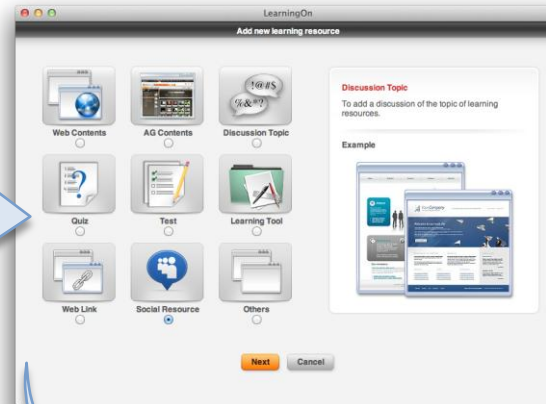 LearningOn
Add new learning resource
!@#$
%&*?
Web Contents
AG Contents
Discussion Topic
?
Quiz
Test
Learning Tool
Web Link
Social Resource
Others
Next
Cancel
Discussion Topic
To add a discussion of the topic of learning
resources.
Example